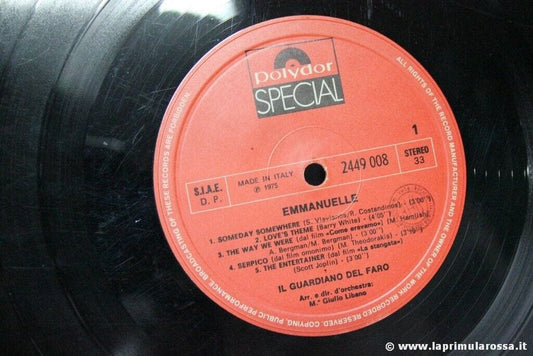 polydor
SPECIAL
1
S.I.A.E.
D. P.
MADE IN ITALY
℗ 1975
2449 008
STEREO
33
EMMANUELLE
1. SOMEDAY SOMEWHERE (S. Vlavianos/R. Costandinos) - (3'00")
2. LOVE'S THEME (Barry White) - (4'05")
3. THE WAY WE WERE (dal film «Come eravamo») (M. Hamlish/
A. Bergman/M. Bergman) - (3'00")
4. SERPICO (dal film omonimo) (M. Theodorakis) -
5. THE ENTERTAINER (dal film «La stangata»)
(Scott Joplin) - (3'00")
IL GUARDIANO DEL FARO
Arr. e dir. d'orchestra:
M.° Giulio Libano
ALL RIGHTS OF THE RECORD MANUFACTURER AND OF THE OWNER OF THE RECORDED WORK RESERVED. COPYING, PUBLIC PERFORMANCE, BROADCASTING OF THESE RECORDS ARE FORBIDDEN.
www.laprimularossa.it